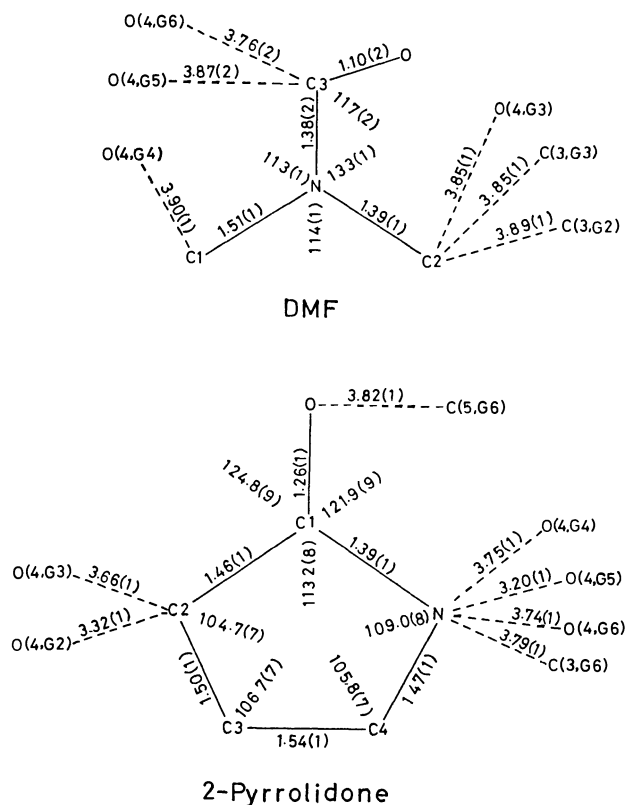 O(4,G6)
3.76(2)
1.10(2)
O
O(4,G5)
3.87(2)
C3
117(2)
1.38(2)
O(4,G3)
O(4,G4)
C(3,G3)
113(1)
133(1)
N
3.85(1)
3.85(1)
3.90(1)
1.51(1)
114(1)
1.39(1)
3.89(1)
C(3,G2)
C1
C2
DMF
O
3.82(1)
C(5,G6)
1.26(1)
124.8(9)
121.9(9)
C1
O(4,G4)
1.46(1)
113.2(8)
1.39(1)
3.75(1)
O(4,G3)
3.66(1)
3.20(1)
O(4,G5)
C2
104.7(7)
109.0(8)
N
3.74(1)
O(4,G6)
O(4,G2)
3.32(1)
3.79(1)
C(3,G6)
1.50(1)
106.7(7)
105.8(7)
1.47(1)
C3
1.54(1)
C4
2-Pyrrolidone